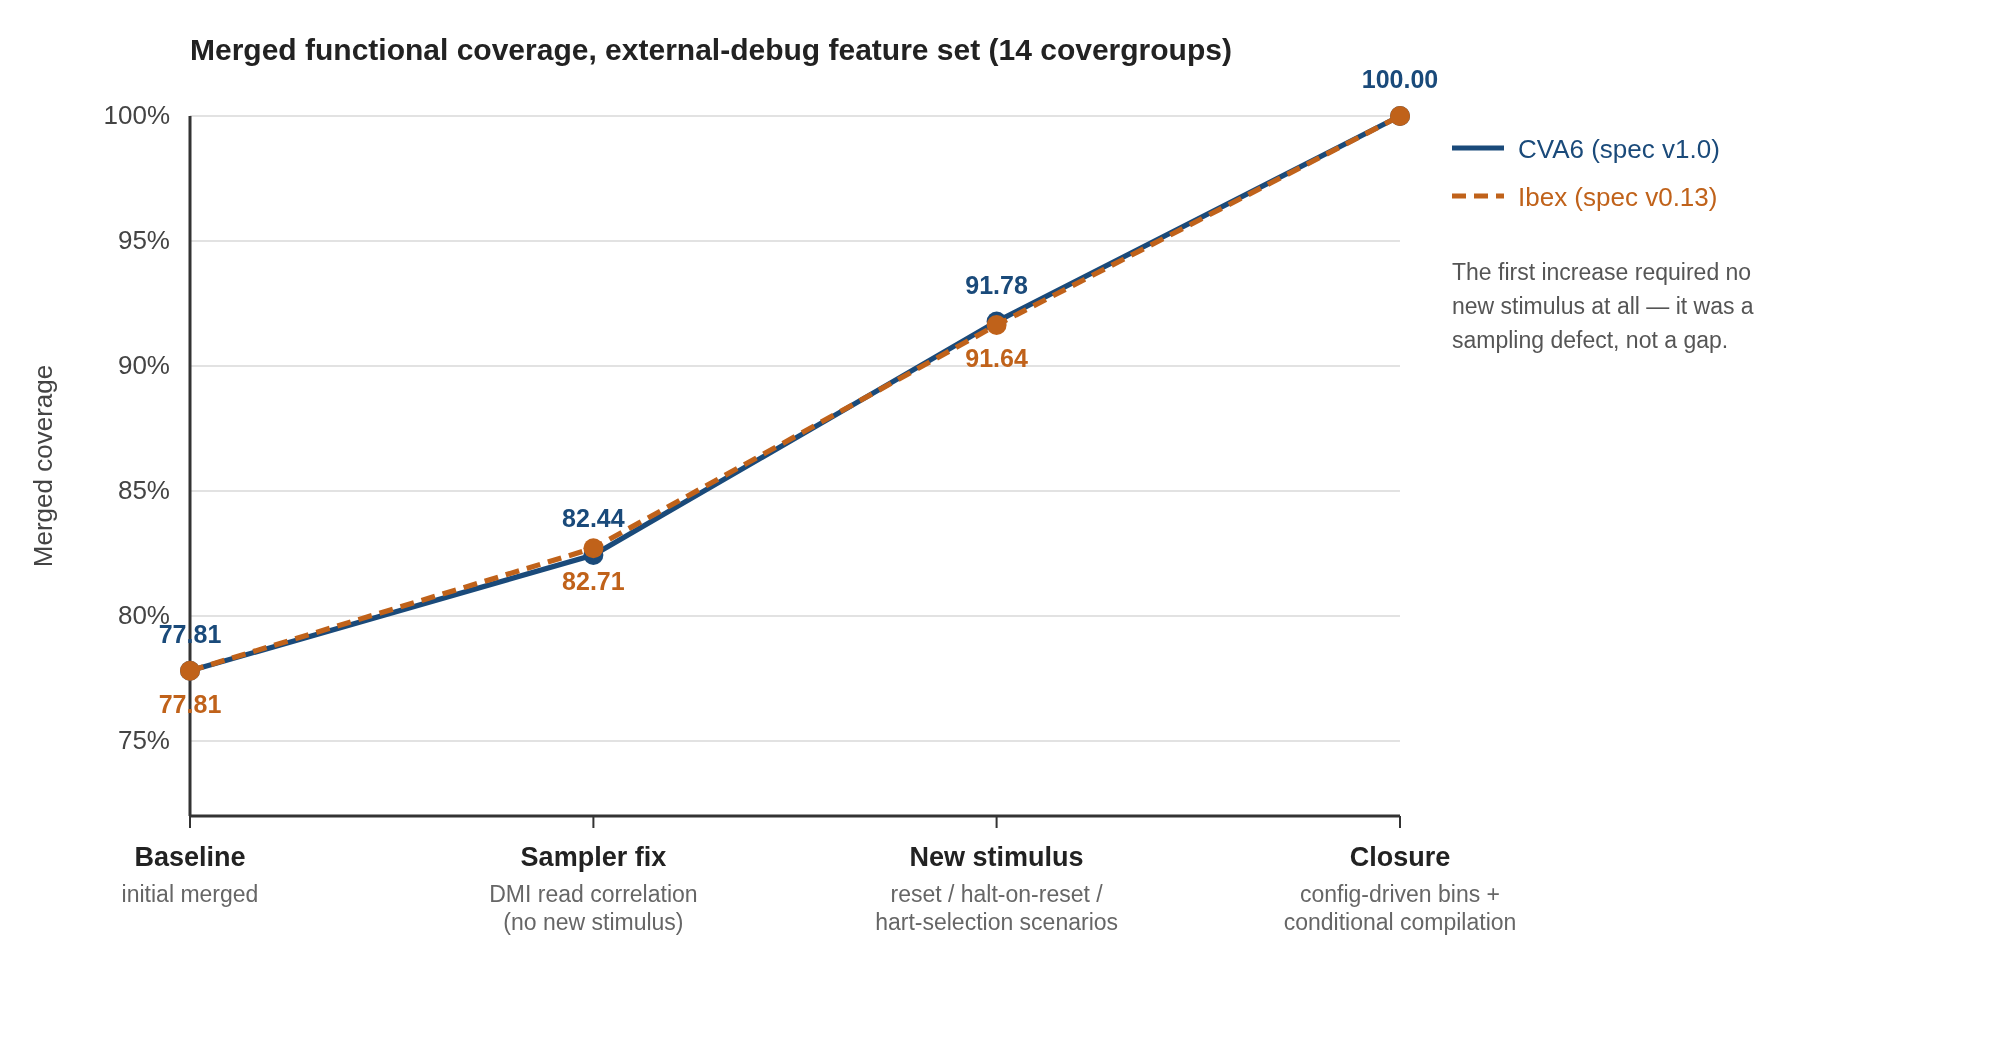 Merged functional coverage, external-debug feature set (14 covergroups)
100.00
100%
CVA6 (spec v1.0)
Ibex (spec v0.13)
95%
The first increase required no
new stimulus at all — it was a
sampling defect, not a gap.
91.78
91.64
90%
Merged coverage
85%
82.44
82.71
80%
77.81
77.81
75%
Baseline
initial merged
Sampler fix
DMI read correlation
(no new stimulus)
New stimulus
reset / halt-on-reset /
hart-selection scenarios
Closure
config-driven bins +
conditional compilation